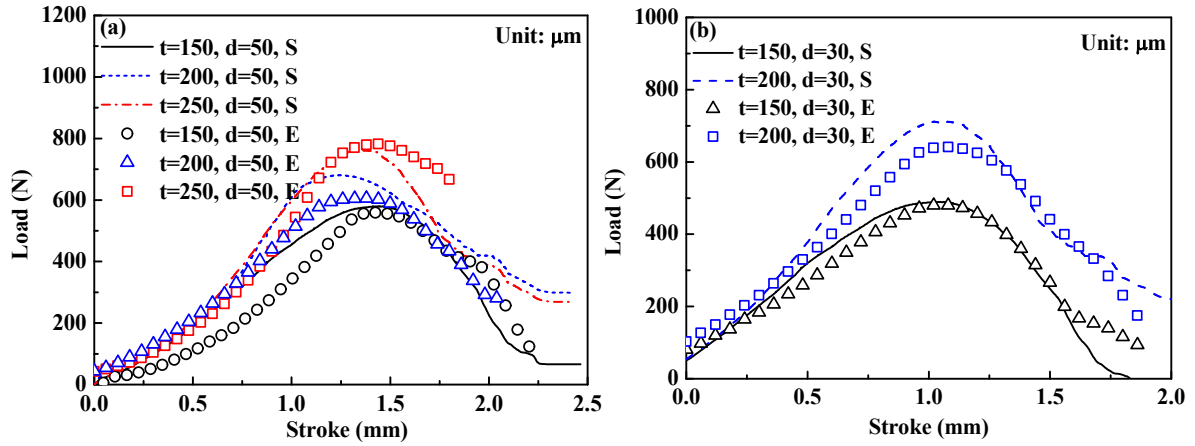 (a)
Unit: μm
t=150, d=50, S
t=200, d=50, S
t=250, d=50, S
t=150, d=50, E
t=200, d=50, E
t=250, d=50, E
1200
1000
800
600
400
200
0
Load (N)
0.0 0.5 1.0 1.5 2.0 2.5
Stroke (mm)
(b)
Unit: μm
t=150, d=30, S
t=200, d=30, S
t=150, d=30, E
t=200, d=30, E
1000
800
600
400
200
0
Load (N)
0.0 0.5 1.0 1.5 2.0
Stroke (mm)